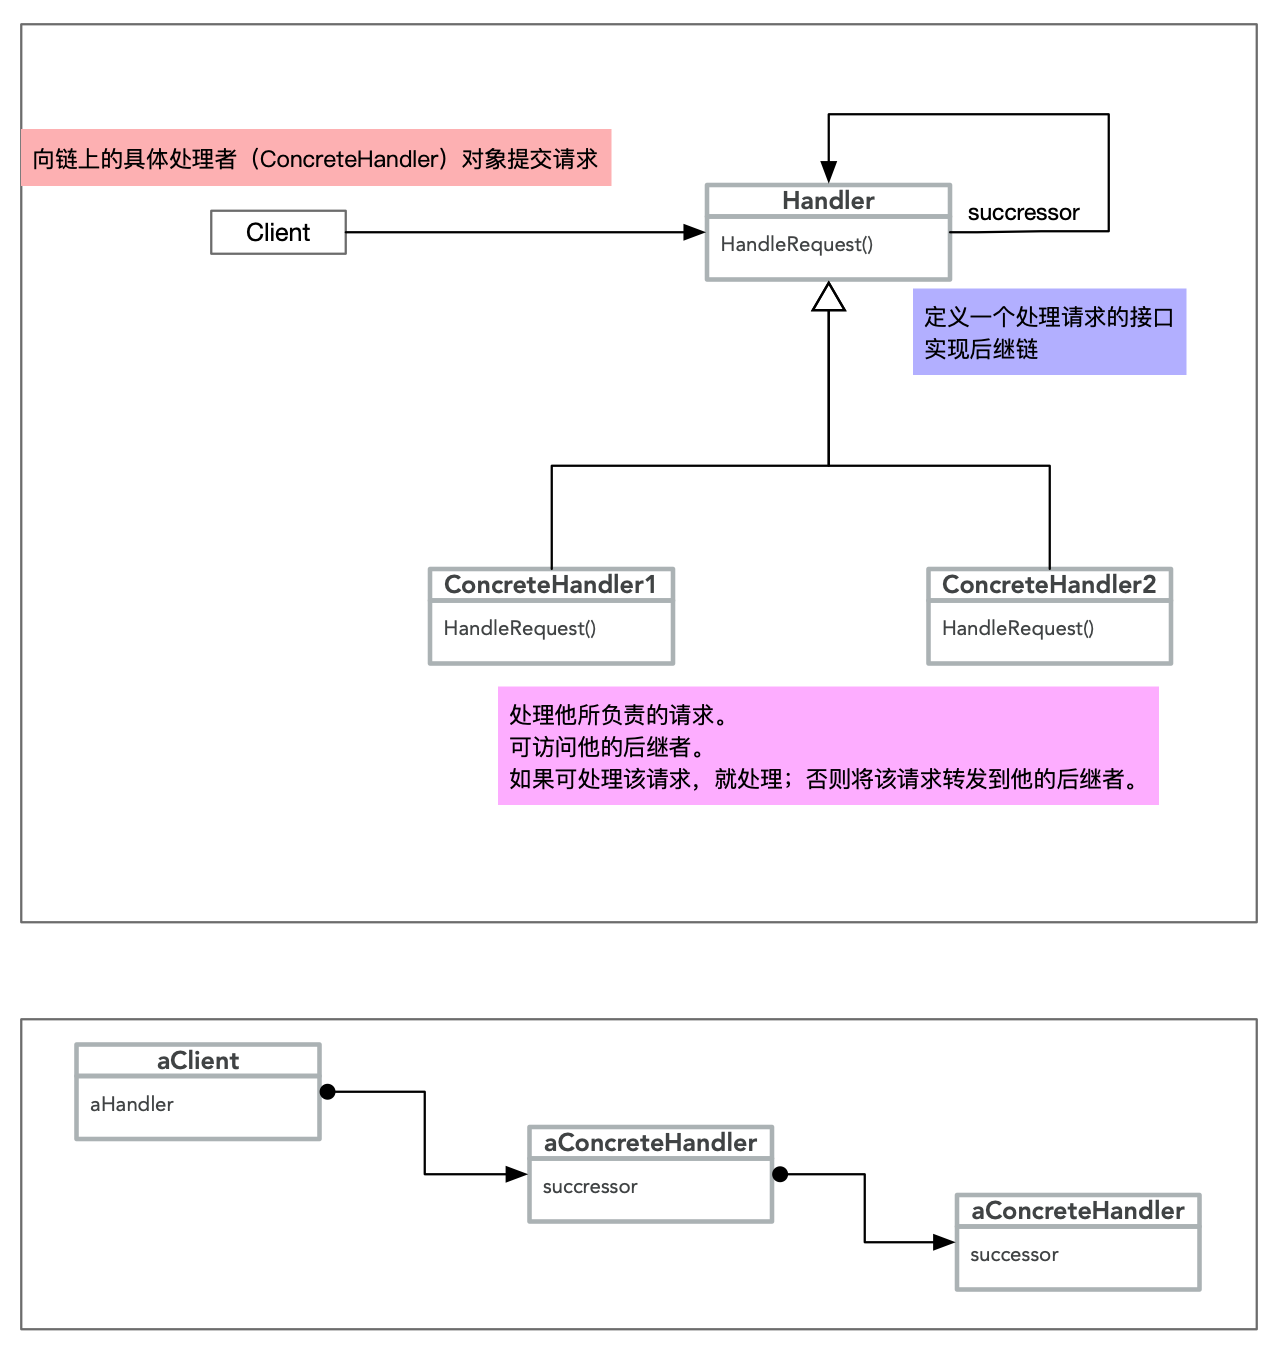 向链上的具体处理者（ConcreteHandler）对象提交请求
Client
Handler
HandleRequest()
succressor
定义一个处理请求的接口
实现后继链
ConcreteHandler1
HandleRequest()
ConcreteHandler2
HandleRequest()
处理他所负责的请求。
可访问他的后继者。
如果可处理该请求，就处理；否则将该请求转发到他的后继者。
aClient
aHandler
aConcreteHandler
succressor
aConcreteHandler
successor